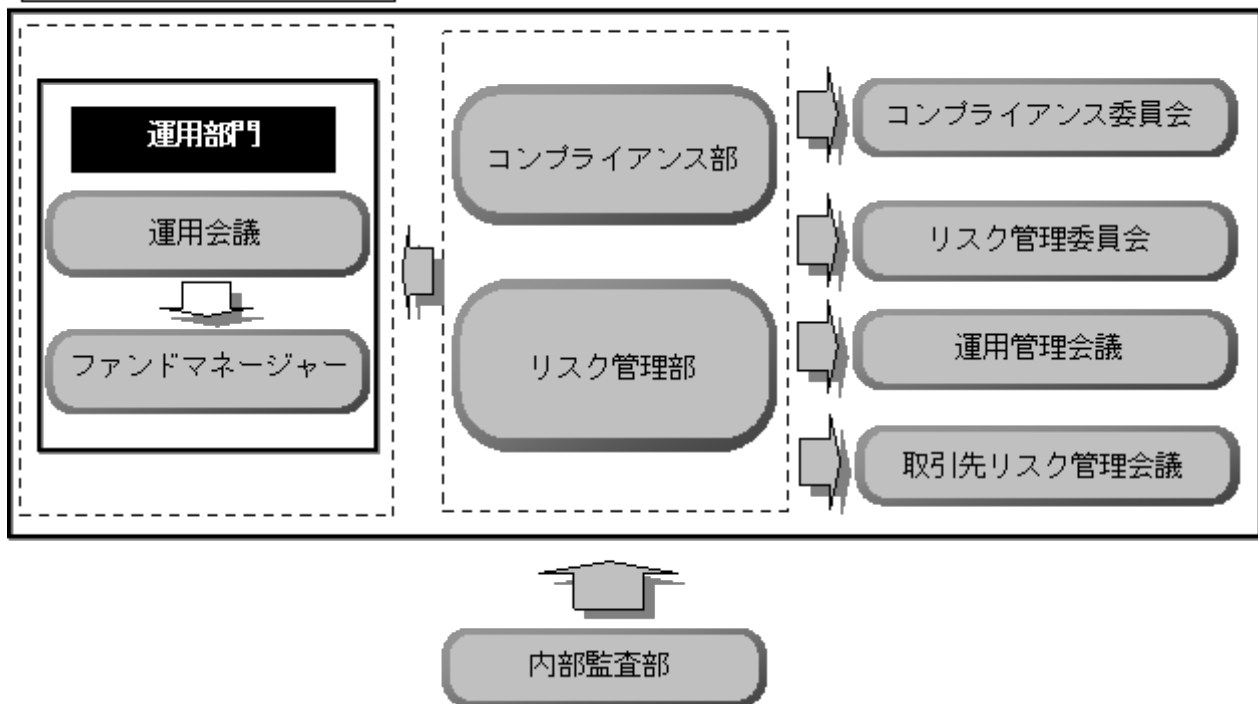 運用部門
運用会議
ファンドマネージャー
コンプライアンス部
リスク管理部
コンプライアンス委員会
リスク管理委員会
運用管理会議
取引先リスク管理会議
内部監査部